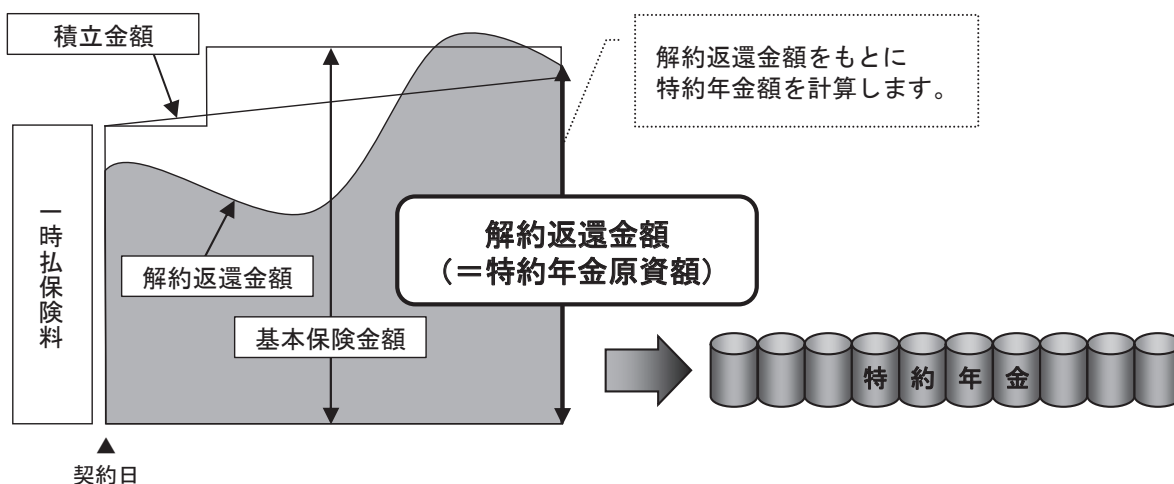 積立金額
解約返還金額をもとに
特約年金額を計算します。
一時払保険料
解約返還金額
(=特約年金原資額)
解約返還金額
基本保険金額
特約年金
▲
契約日